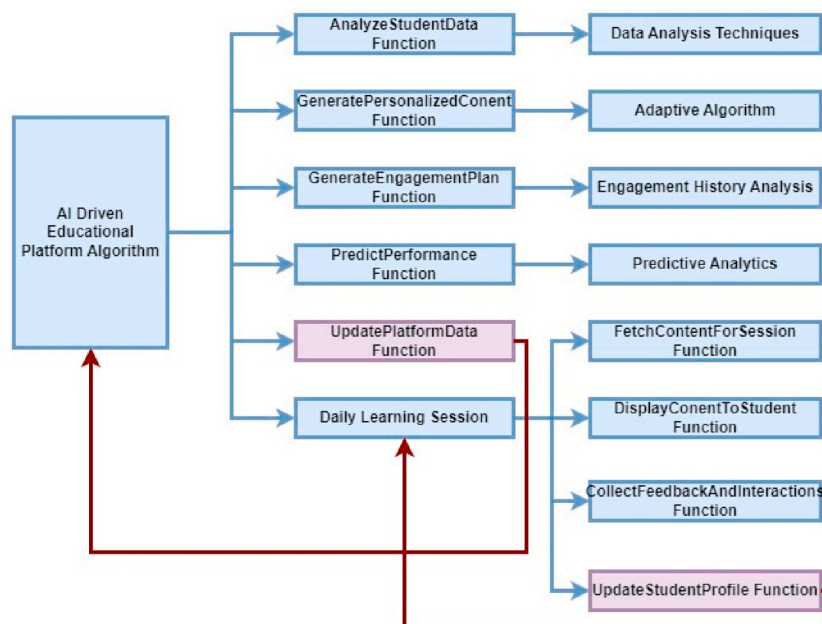 AnalyzeStudentData
Function
Data Analysis Techniques
GeneratePersonalizedConent
Function
Adaptive Algorithm
AI Driven
Educational
Platform Algorithm
GenerateEngagementPlan
Function
Engagement History Analysis
PredictPerformance
Function
Predictive Analytics
UpdatePlatformData
Function
FetchContentForSession
Function
Daily Learning Session
DisplayConentToStudent
Function
CollectFeedbackAndInteractions
Function
UpdateStudentProfile Function